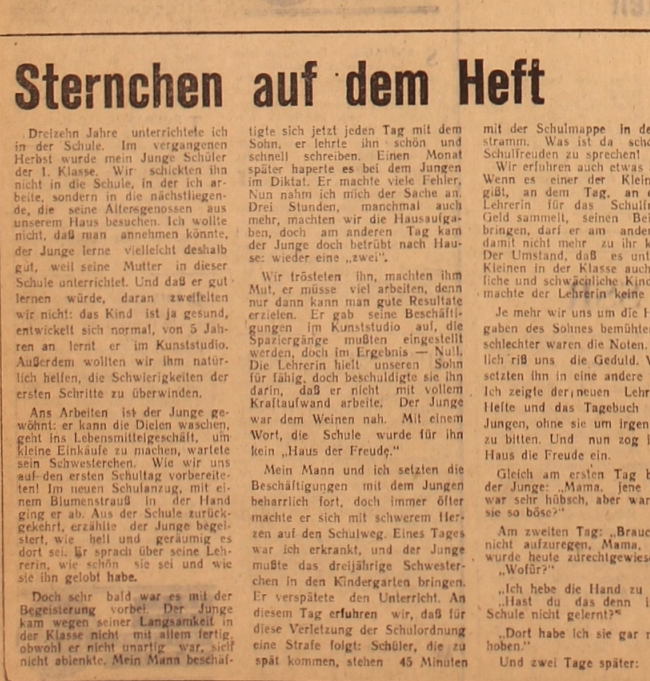 Sternchen auf dem Heft
Dreizehn Jahre unterrichtete ich
in der Schule. Im vergangenen
Herbst wurde mein Junge Schüler
der 1. Klasse. Wir schickten ihn
nicht in die Schule, in der ich ar-
beite, sondern in die nächstliegen-
de, die seine Altersgenossen aus
unserem Haus besuchen. Ich wollte
nicht, daß man annehmen könnte,
der Junge lerne vielleicht deshalb
gut, weil seine Mutter in dieser
Schule unterrichtet. Und daß er gut
lernen würde, daran zweifelten
wir nicht: das Kind ist ja gesund,
entwickelt sich normal, von 5 Jah-
ren an lernt er im Kunststudio.
Außerdem wollten wir ihm natür-
lich helfen, die Schwierigkeiten der
ersten Schritte zu überwinden.
Ans Arbeiten ist der Junge ge-
wöhnt: er kann die Dielen waschen,
geht ins Lebensmittelgeschäft, um
kleine Einkäufe zu machen, wartete
sein Schwesterchen. Wie wir uns
auf den ersten Schultag vorbereite-
ten! Im neuen Schulanzug, mit ei-
nem Blumenstrauß in der Hand
ging er ab. Aus der Schule zurück-
gekehrt, erzählte der Junge begei-
stert, wie hell und geräumig es
dort sei. Er sprach über seine Leh-
rerin, wie schön sie sei und wie
sie ihn gelobt habe.
Doch sehr bald war es mit der
Begeisterung vorbei. Der Junge
kam wegen seiner Langsamkeit in
der Klasse nicht mit allem fertig,
obwohl er nicht unartig war, sich
nicht ablenkte. Mein Mann beschäf-
tigte sich jetzt jeden Tag mit dem
Sohn, er lehrte ihn schön und
schnell schreiben. Einen Monat
später haperte es bei dem Jungen
im Diktat. Er machte viele Fehler,
Nun nahm ich mich der Sache an.
Drei Stunden, manchmal auch
mehr, machten wir die Hausaufga-
ben, doch am anderen Tag kam
der Junge doch betrübt nach Hau-
se: wieder eine „zwei".
Wir trösteten ihn, machten ihm
Mut, er müsse viel arbeiten, denn
nur dann kann man gute Resultate
erzielen. Er gab seine Beschäfti-
gungen im Kunststudio auf, die
Spaziergänge mußten eingestellt
werden, doch im Ergebnis — Null.
Die Lehrerin hielt unseren Sohn
für fähig, doch beschuldigte sie ihn
darin, daß er nicht mit vollem
Kraftaufwand arbeite. Der Junge
war dem Weinen nah. Mit einem
Wort, die Schule wurde für ihn
kein „Haus der Freude."
Mein Mann und ich setzten die
Beschäftigungen mit dem Jungen
beharrlich fort, doch immer öfter
machte er sich mit schwerem Her-
zen auf den Schulweg. Eines Tages
war ich erkrankt, und der Junge
mußte das dreijährige Schwester-
chen in den Kindergarten bringen.
Er verspätete den Unterricht. An
diesem Tag erfuhren wir, daß für
diese Verletzung der Schulordnung
eine Strafe folgt: Schüler, die zu
spät kommen, stehen 45 Minuten
mit der Schulmappe in de
stramm. Was ist da scho
Schulfreuden zu sprechen!
Wir erfuhren auch etwas
Wenn es einer der Klein
gißt, an dem Tag, an d
Lehrerin für das Schulf
Geld sammelt, seinen Bei
bringen, darf er am ander
damit nicht mehr zu ihr k
Der Umstand, daß es unt
Kleinen in der Klasse auch
liche und schwächliche Kind
machte der Lehrerin keine
Je mehr wir uns um die H
gaben des Sohnes bemühte
schlechter waren die Noten.
lich riß uns die Geduld. W
setzten ihn in eine andere
Ich zeigte der neuen Lehr
Hefte und das Tagebuch
Jungen, ohne sie um irgen
zu bitten. Und nun zog i
Haus die Freude ein.
Gleich am ersten Tag b
der Junge: „Mama, jene
war sehr hübsch, aber war
sie so böse?"
Am zweiten Tag: „Brauc
nicht aufzuregen, Mama,
wurde heute zurechtgewiese
„Wofür?"
„Ich hebe die Hand zu
„Hast du das denn i
Schule nicht gelernt?"
„Dort habe ich sie gar n
hoben."
Und zwei Tage später: